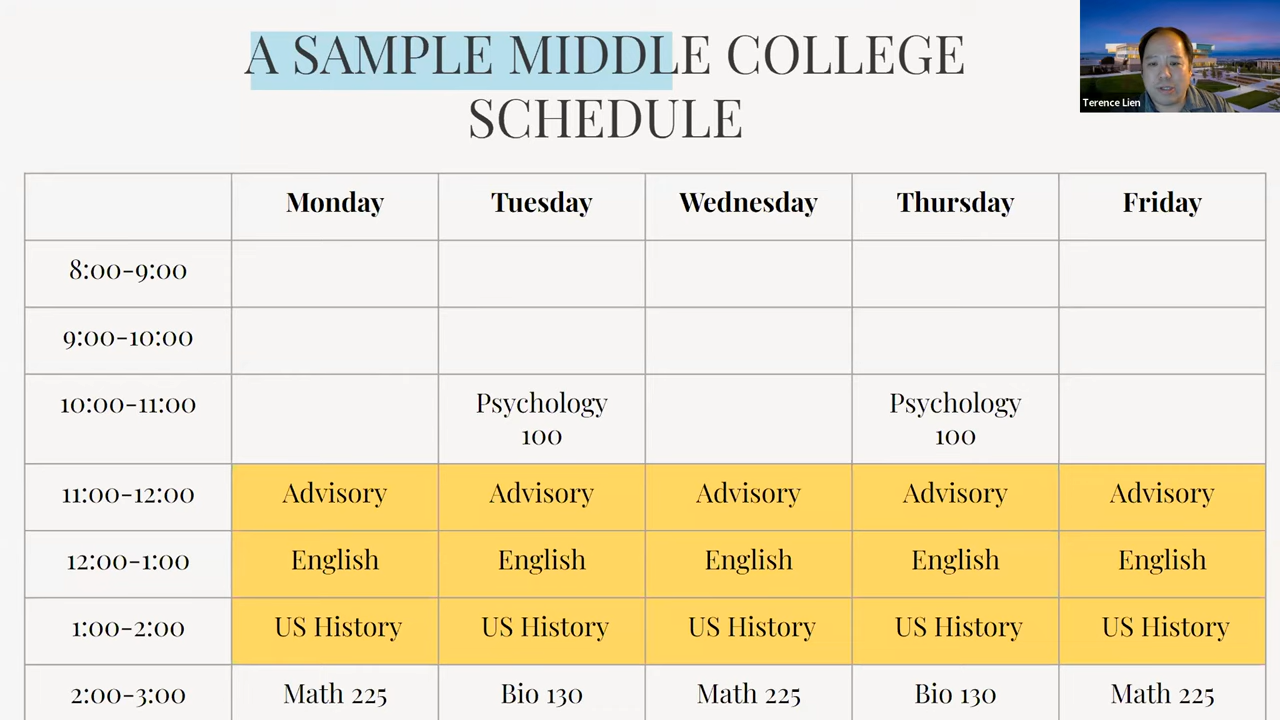 A SAMPLE MIDDLE COLLEGE
SCHEDULE
Terence Lien
Monday Tuesday Wednesday Thursday Friday
8:00-9:00
9:00-10:00
10:00-11:00 Psychology Psychology
100 100
11:00-12:00 Advisory Advisory Advisory Advisory Advisory
12:00-1:00 English English English English English
1:00-2:00 US History US History US History US History US History
2:00-3:00 Math 225 Bio 130 Math 225 Bio 130 Math 225